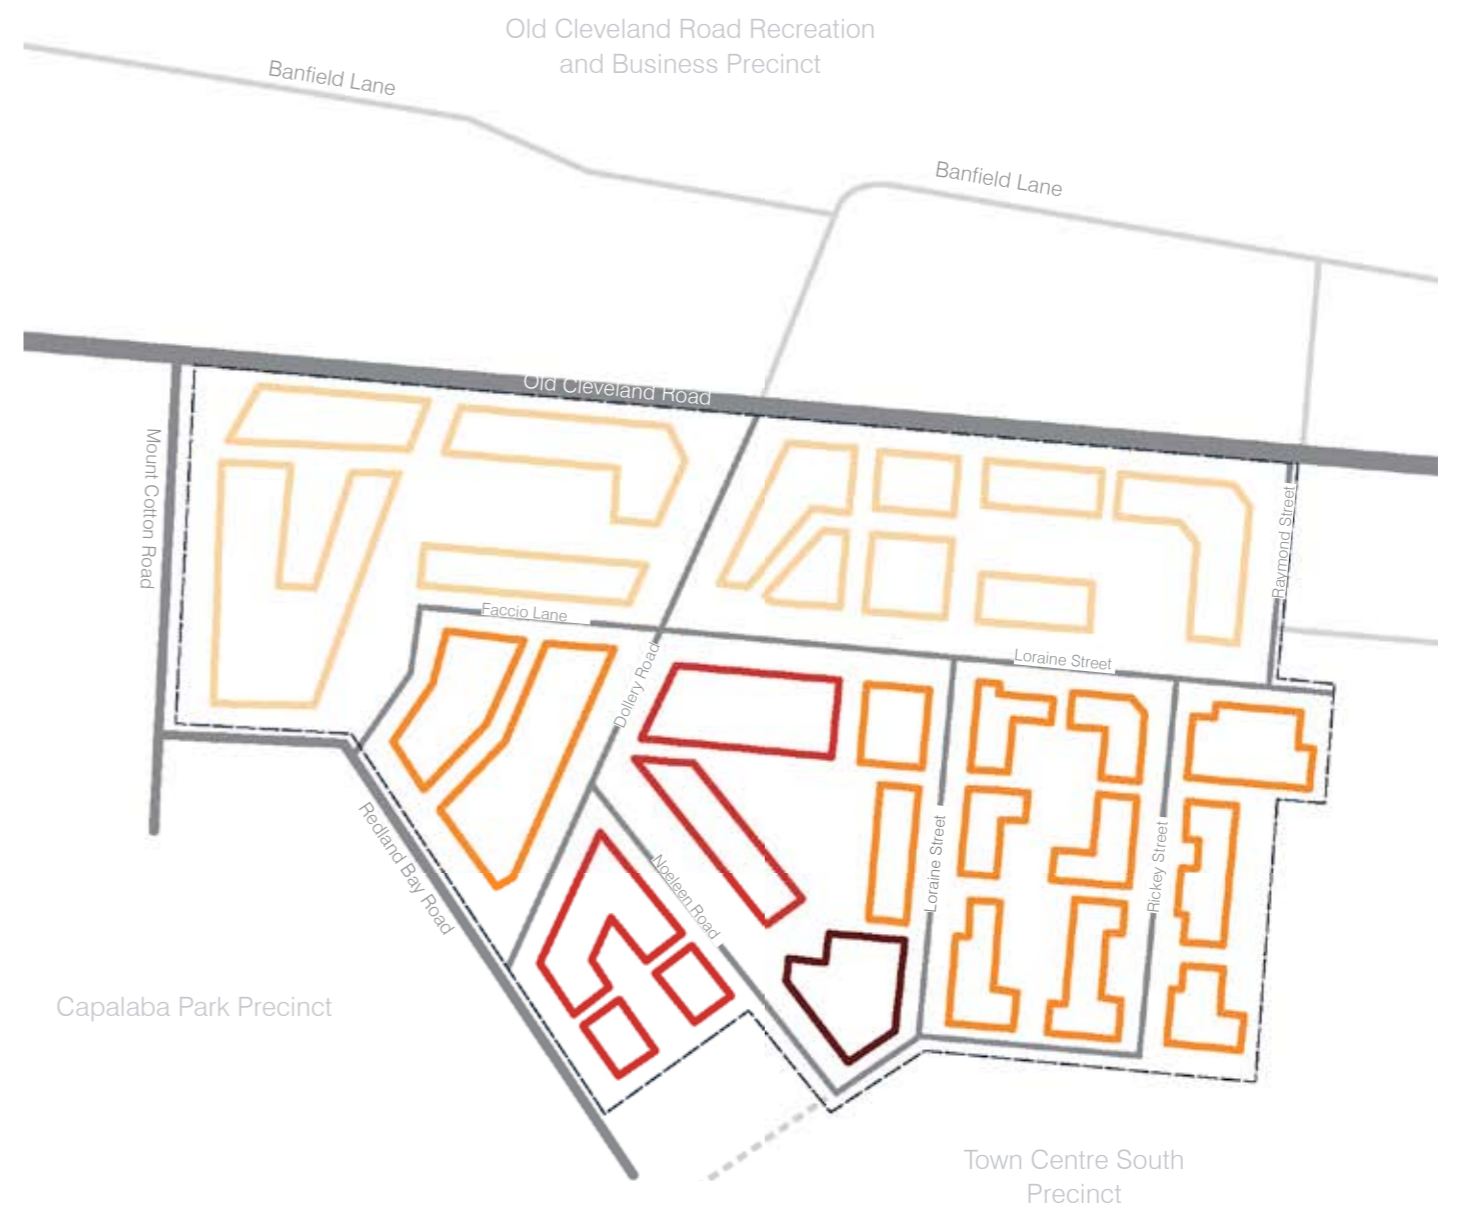 Old Cleveland Road Recreation
and Business Precinct
Banfield Lane
Banfield Lane
Old Cleveland Road
Mount Cotton Road
Raymond Street
Faccio Lane
Loraine Street
Dollery Road
Redland Bay Road
Noeleen Road
Loraine Street
Rickey Street
Capalaba Park Precinct
Town Centre South
Precinct